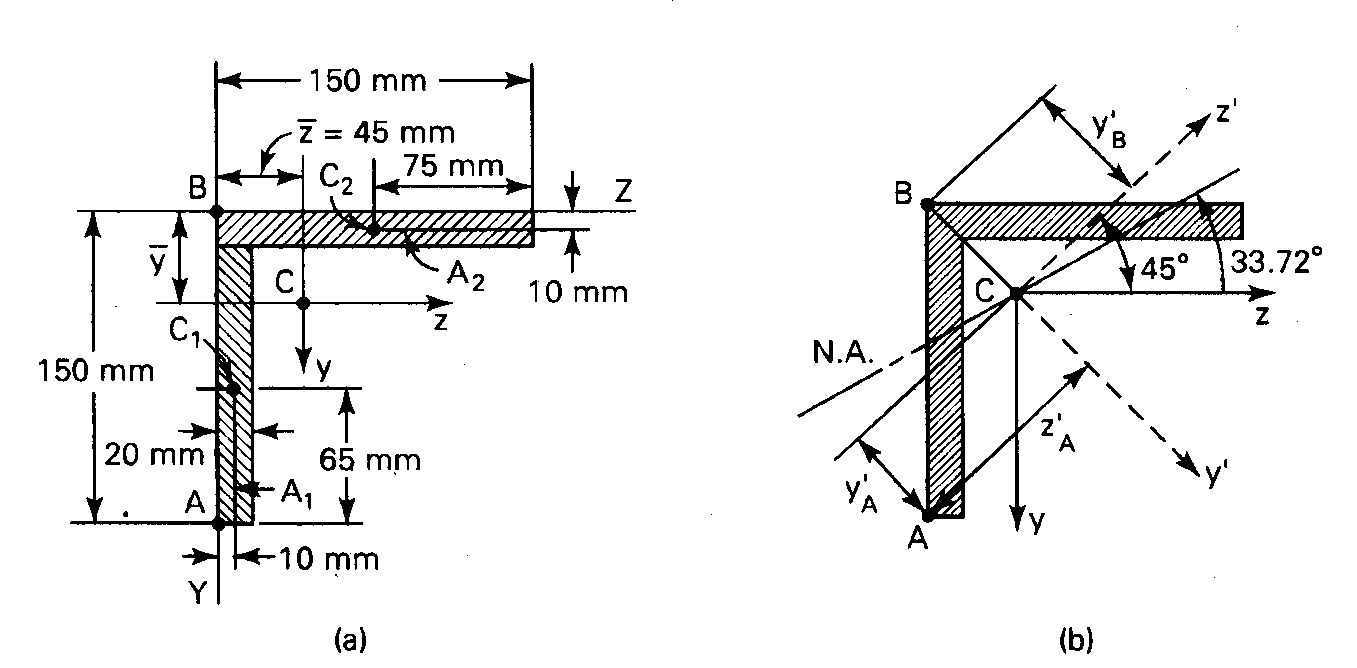 150 mm
z̄ = 45 mm
75 mm
B
C₂
Z
ȳ
A₂
10 mm
C
z
C₁
y
150 mm
20 mm
65 mm
A
A₁
10 mm
Y
(a)
y'B
z'
B
45°
33.72°
C
z
N.A.
z'A
y'A
y'
A
y
(b)